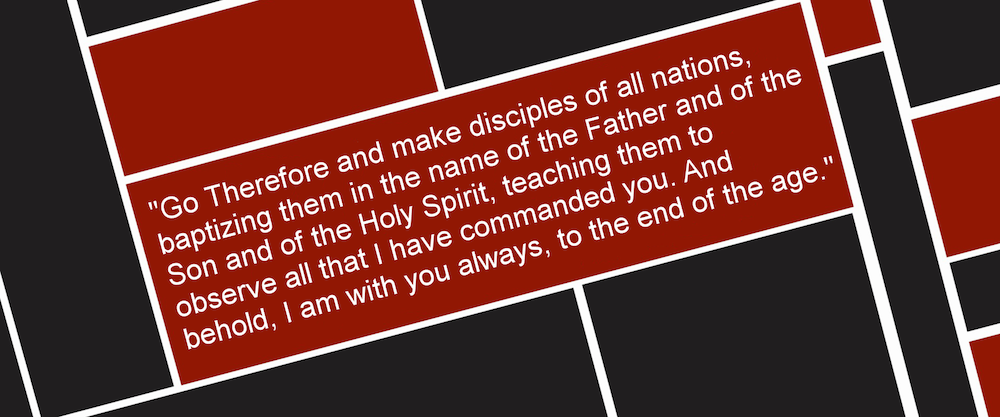 "Go Therefore and make disciples of all nations,
baptizing them in the name of the Father and of the
Son and of the Holy Spirit, teaching them to
observe all that I have commanded you. And
behold, I am with you always, to the end of the age."